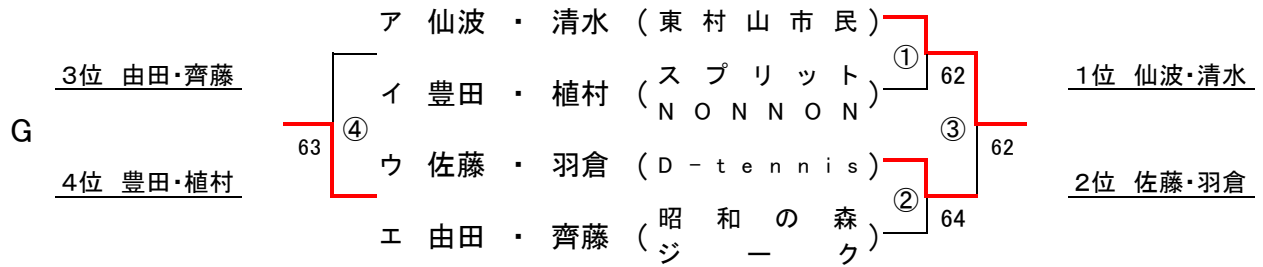 G
3位 由田・齊藤
4位 豊田・植村
④
63
ア 仙波 ・ 清水 (東村山市民)
イ 豊田 ・ 植村 (スプリット
NONNON)
ウ 佐藤 ・ 羽倉 (D-tennis)
エ 由田 ・ 齊藤 (昭和の森
ジーク)
①
62
②
64
③
62
1位 仙波・清水
2位 佐藤・羽倉